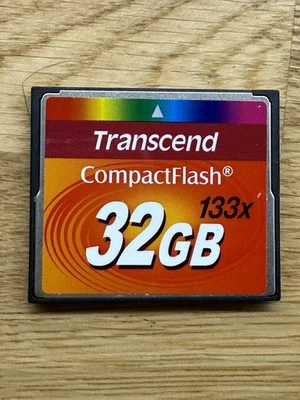 Transcend
CompactFlash®
133x
32GB